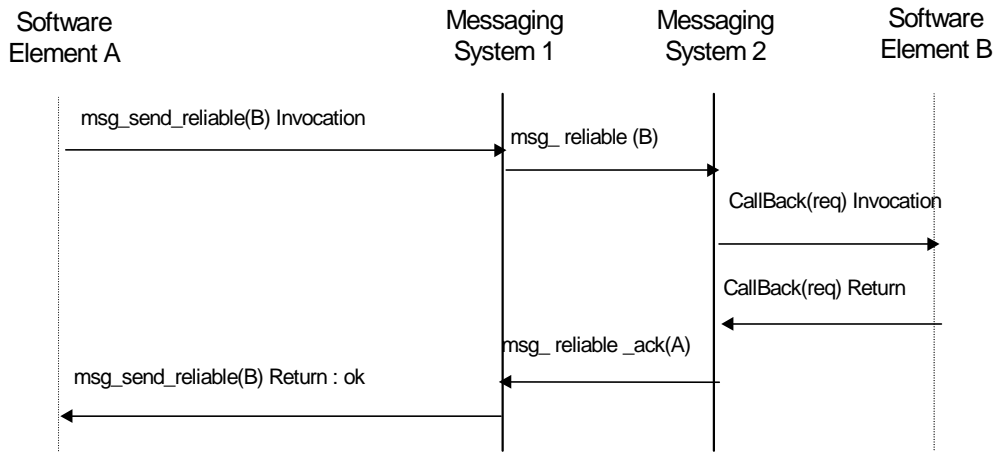 Software
Element A
Messaging
System 1
Messaging
System 2
Software
Element B
msg_send_reliable(B) Invocation
msg_ reliable (B)
CallBack(req) Invocation
CallBack(req) Return
msg_ reliable _ack(A)
msg_send_reliable(B) Return : ok